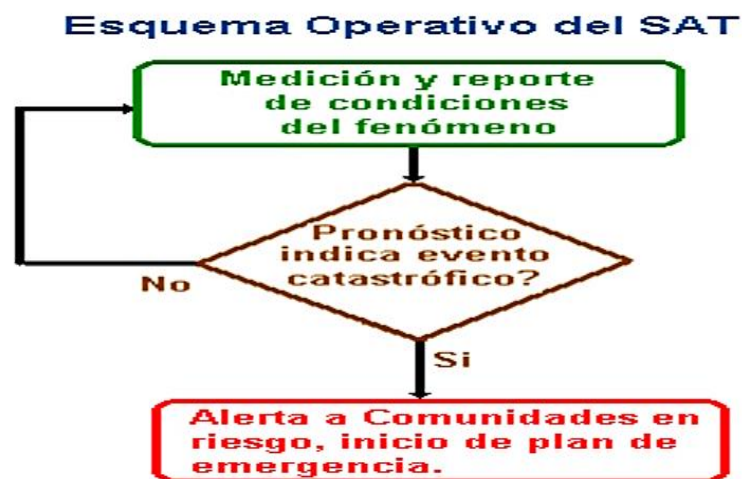 Esquema Operativo del SAT
Medición y reporte
de condiciones
del fenómeno
Pronóstico
indica evento
catastrófico?
No
Si
Alerta a Comunidades en
riesgo, inicio de plan de
emergencia.